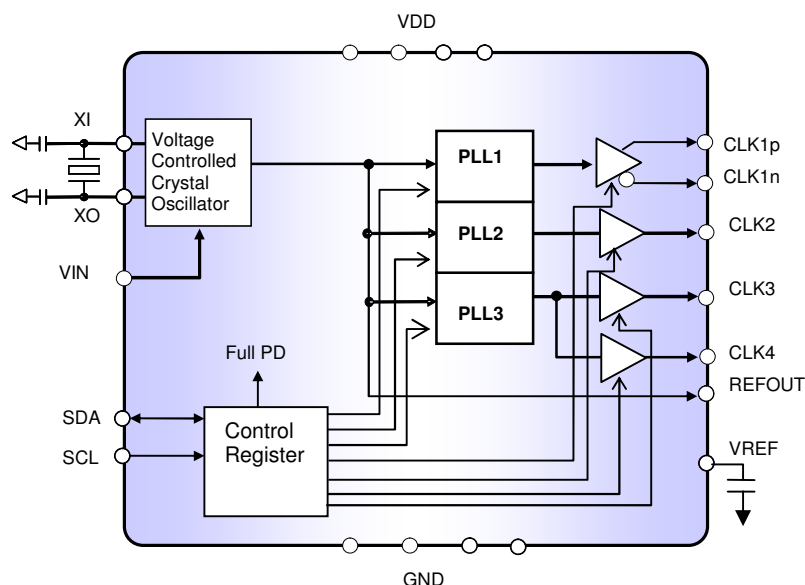 VDD
XI
Voltage
Controlled
Crystal
Oscillator
XO
VIN
PLL1
PLL2
PLL3
CLK1p
CLK1n
CLK2
CLK3
CLK4
REFOUT
Full PD
SDA
SCL
Control
Register
VREF
GND